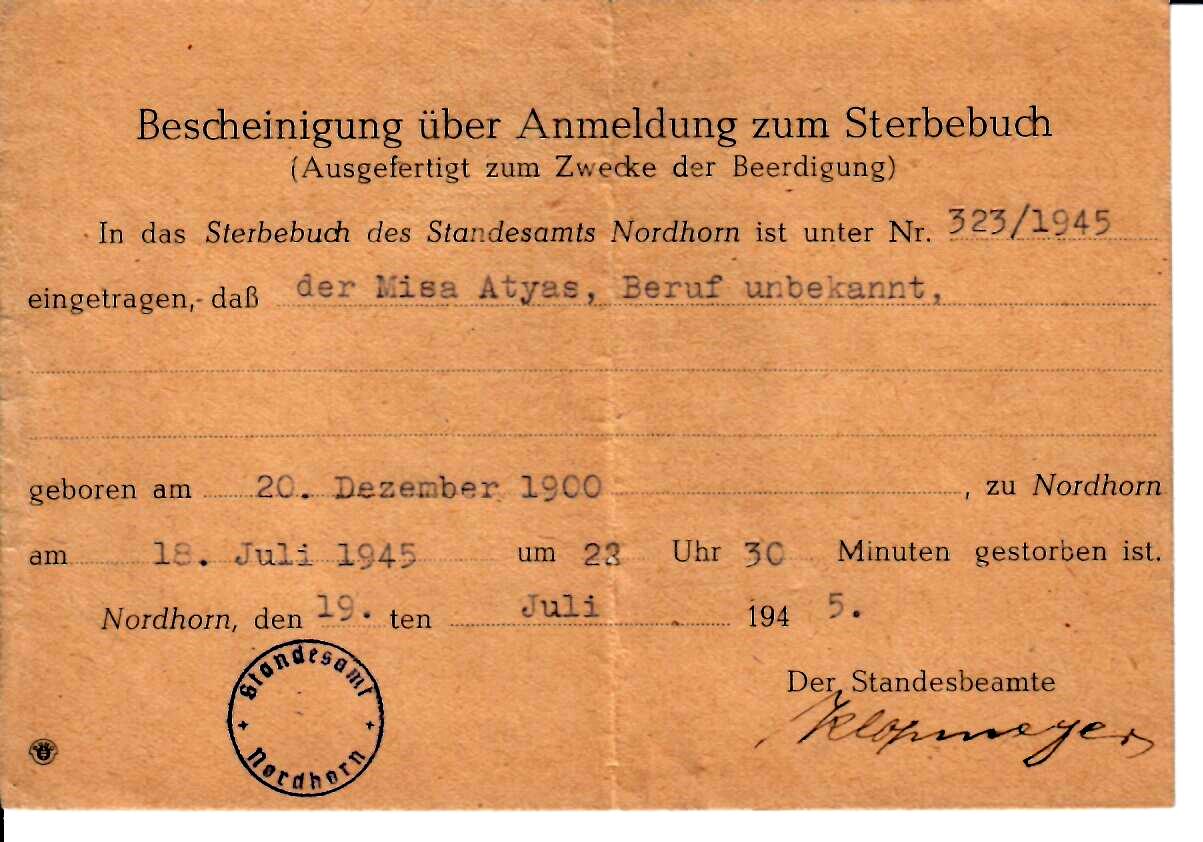 Bescheinigung über Anmeldung zum Sterbebuch
(Ausgefertigt zum Zwecke der Beerdigung)
In das Sterbebuch des Standesamts Nordhorn ist unter Nr. 323/1945
eingetragen, daß der Misa Atyas, Beruf unbekannt,
geboren am 20. Dezember 1900, zu Nordhorn
am 18. Juli 1945 um 22 Uhr 30 Minuten gestorben ist.
Nordhorn, den 19. ten Juli 194 5.
Der Standesbeamte
Klopmeyer
Standesamt
Nordhorn